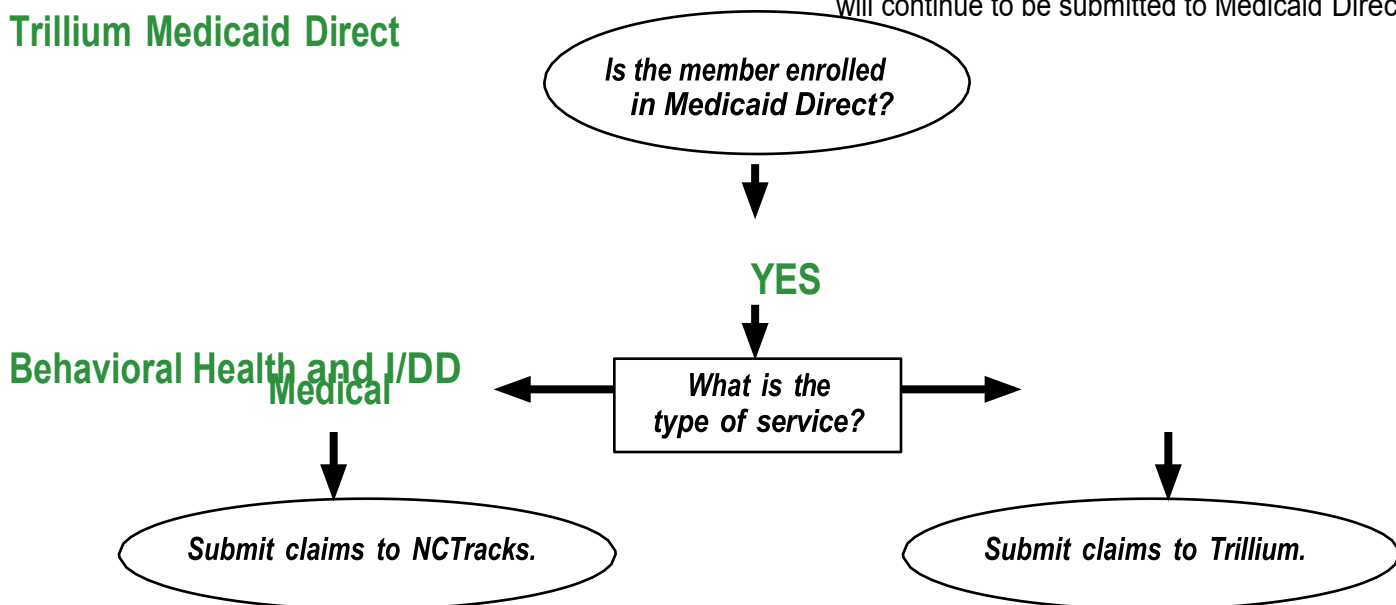 will continue to be submitted to Medicaid Direc
Trillium Medicaid Direct
Is the member enrolled
in Medicaid Direct?
YES
Behavioral Health and I/DD
Medical
What is the
type of service?
Submit claims to NCTracks.
Submit claims to Trillium.